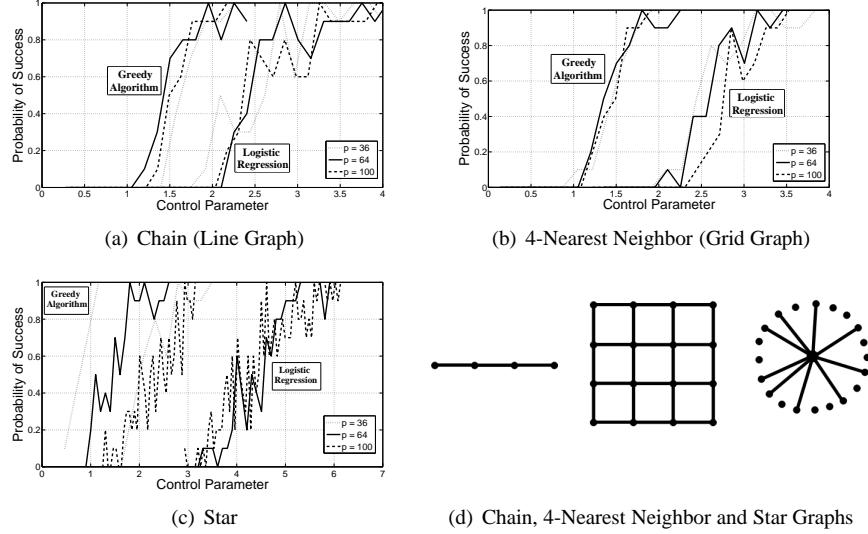 Probability of Success
1
0.8
0.6
0.4
0.2
0
0 0.5 1 1.5 2 2.5 3 3.5 4
Control Parameter
Greedy
Algorithm
Logistic
Regression
p = 36
p = 64
p = 100
(a) Chain (Line Graph)
Probability of Success
1
0.8
0.6
0.4
0.2
0
0 0.5 1 1.5 2 2.5 3 3.5 4
Control Parameter
Greedy
Algorithm
Logistic
Regression
p = 36
p = 64
p = 100
(b) 4-Nearest Neighbor (Grid Graph)
Probability of Success
1
0.8
0.6
0.4
0.2
0
0 1 2 3 4 5 6 7
Control Parameter
Greedy
Algorithm
Logistic
Regression
p = 36
p = 64
p = 100
(c) Star
(d) Chain, 4-Nearest Neighbor and Star Graphs